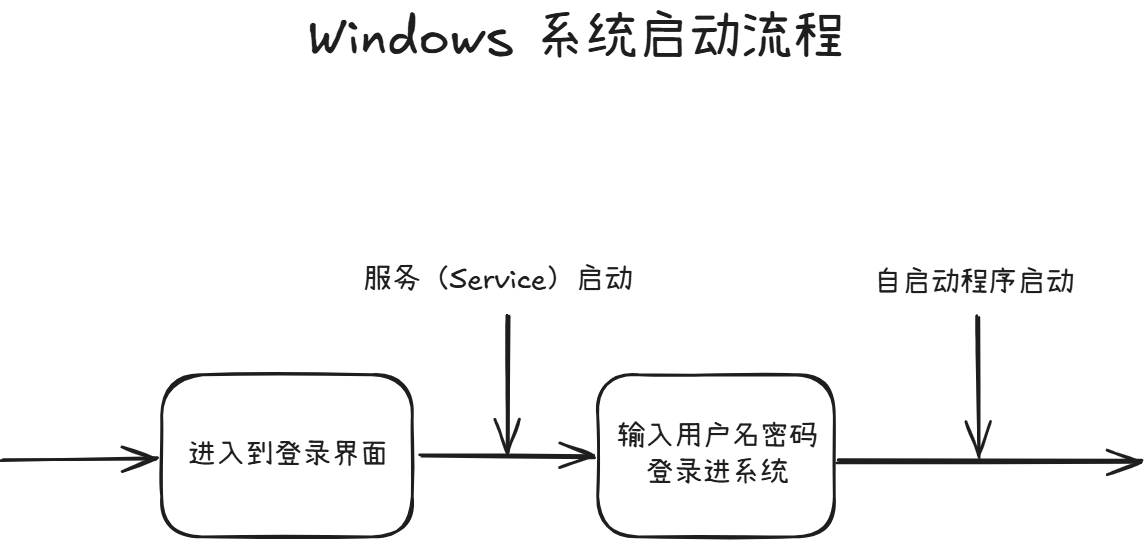 Windows 系统启动流程
服务（Service）启动
自启动程序启动
进入到登录界面
输入用户名密码
登录进系统